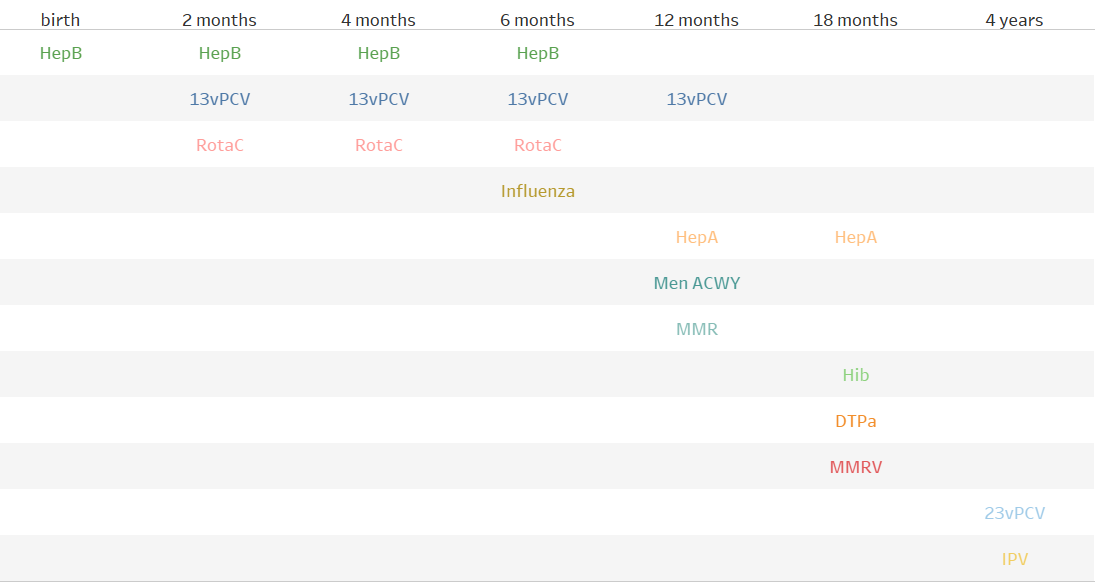 birth 2 months 4 months 6 months 12 months 18 months 4 years
HepB HepB HepB HepB
13vPCV 13vPCV 13vPCV 13vPCV
RotaC RotaC RotaC
Influenza
HepA HepA
Men ACWY
MMR
Hib
DTPa
MMRV
23vPCV
IPV